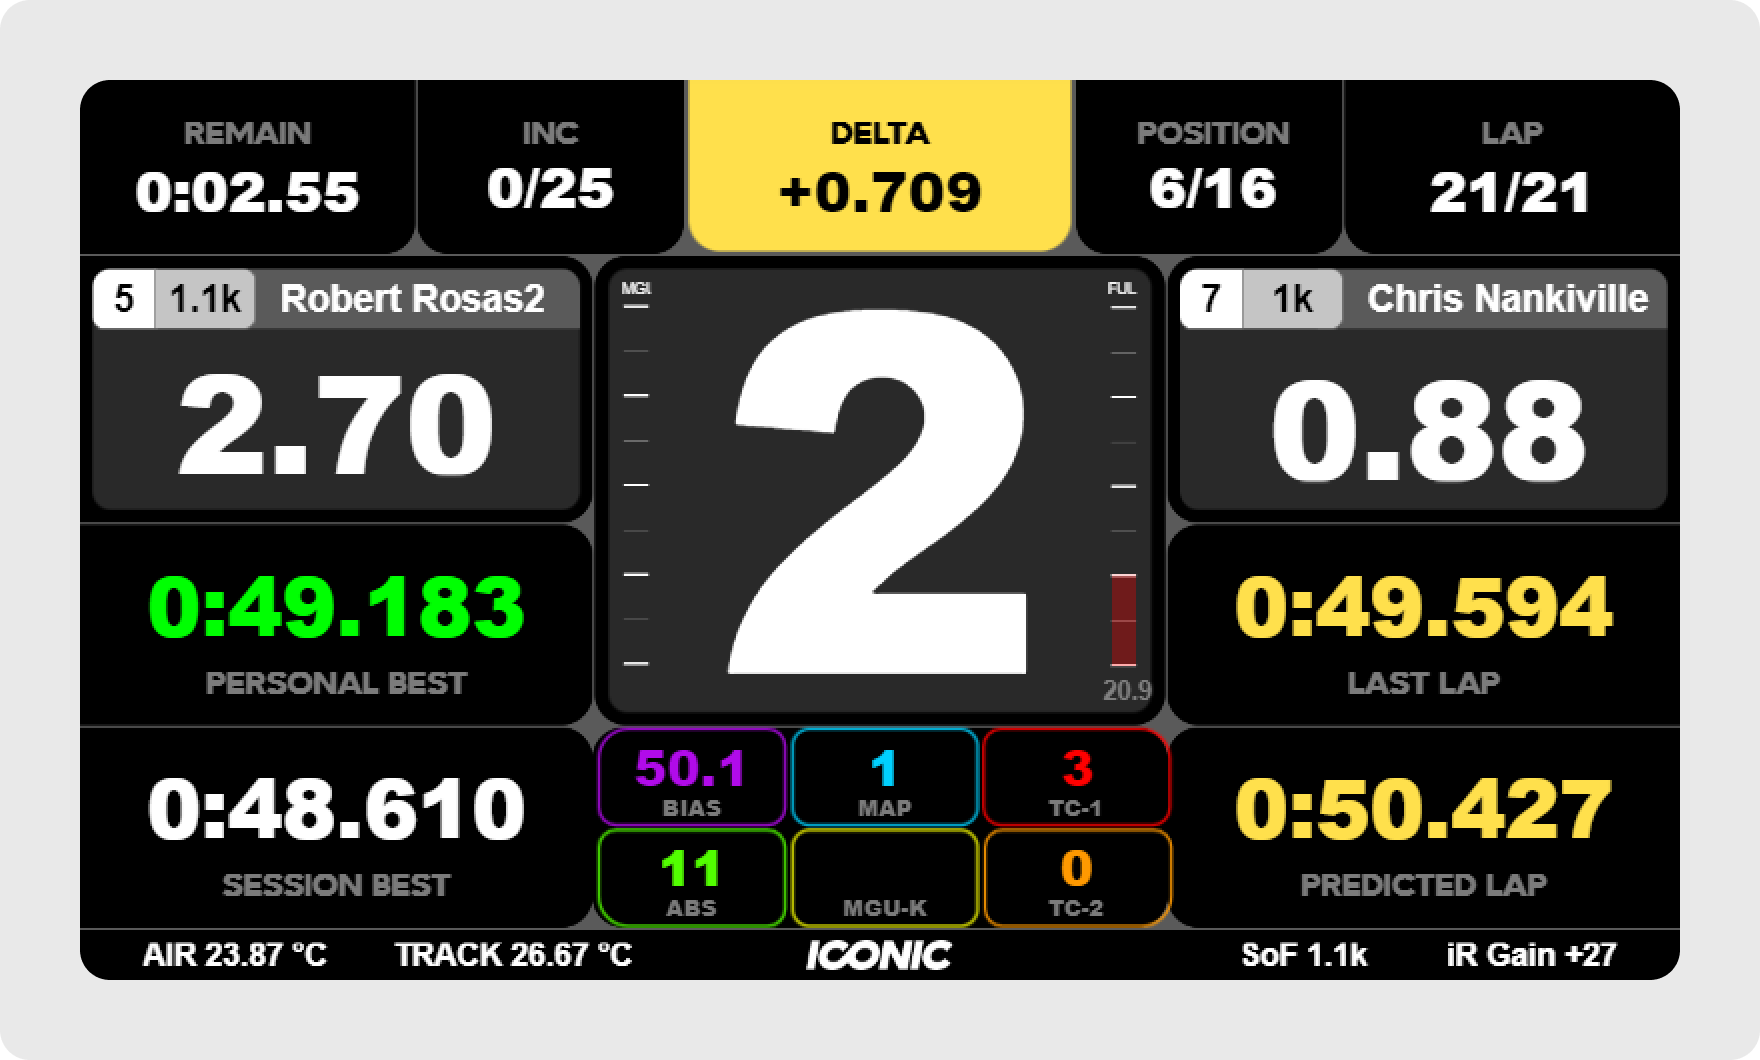 REMAIN
0:02.55
INC
0/25
DELTA
+0.709
POSITION
6/16
LAP
21/21
5 1.1k Robert Rosas2
2.70
MGU
FUL
2
20.9
7 1k Chris Nankiville
0.88
0:49.183
PERSONAL BEST
0:49.594
LAST LAP
0:48.610
SESSION BEST
50.1
BIAS
1
MAP
3
TC-1
11
ABS
MGU-K
0
TC-2
0:50.427
PREDICTED LAP
AIR 23.87 °C TRACK 26.67 °C ICONIC SoF 1.1k iR Gain +27